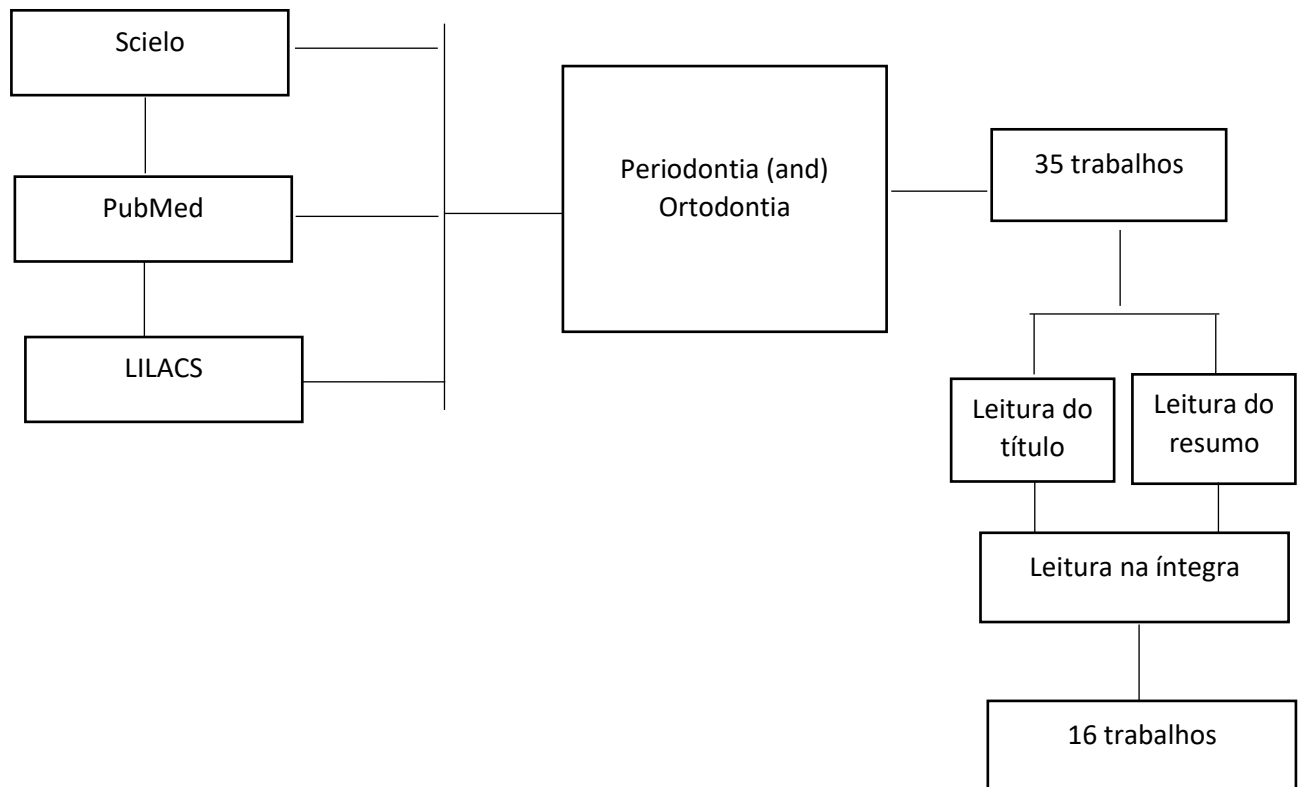 Scielo
PubMed
LILACS
Periodontia (and)
Ortodontia
35 trabalhos
Leitura do
título
Leitura do
resumo
Leitura na íntegra
16 trabalhos